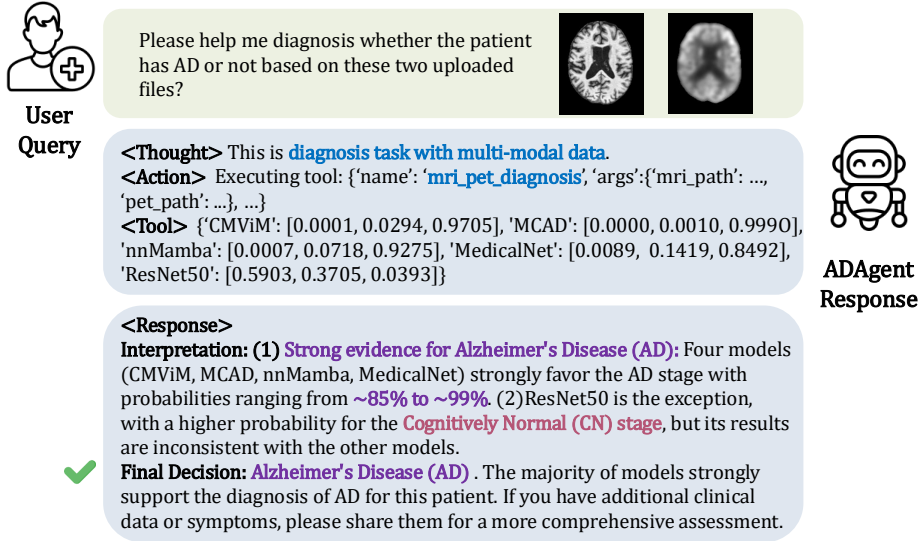 Please help me diagnosis whether the patient
has AD or not based on these two uploaded
files?
User
Query
<Thought> This is diagnosis task with multi-modal data.
<Action> Executing tool: {‘name’: ‘mri_pet_diagnosis’, ‘args’:{‘mri_path’: …,
‘pet_path’: ...}, …}
<Tool> {‘CMViM': [0.0001, 0.0294, 0.9705], 'MCAD': [0.0000, 0.0010, 0.999O],
'nnMamba': [0.0007, 0.0718, 0.9275], 'MedicalNet': [0.0089, 0.1419, 0.8492],
'ResNet50': [0.5903, 0.3705, 0.0393]}
ADAgent
Response
<Response>
Interpretation: (1) Strong evidence for Alzheimer's Disease (AD): Four models
(CMViM, MCAD, nnMamba, MedicalNet) strongly favor the AD stage with
probabilities ranging from ~85% to ~99%. (2)ResNet50 is the exception,
with a higher probability for the Cognitively Normal (CN) stage, but its results
are inconsistent with the other models.
Final Decision: Alzheimer's Disease (AD) . The majority of models strongly
support the diagnosis of AD for this patient. If you have additional clinical
data or symptoms, please share them for a more comprehensive assessment.